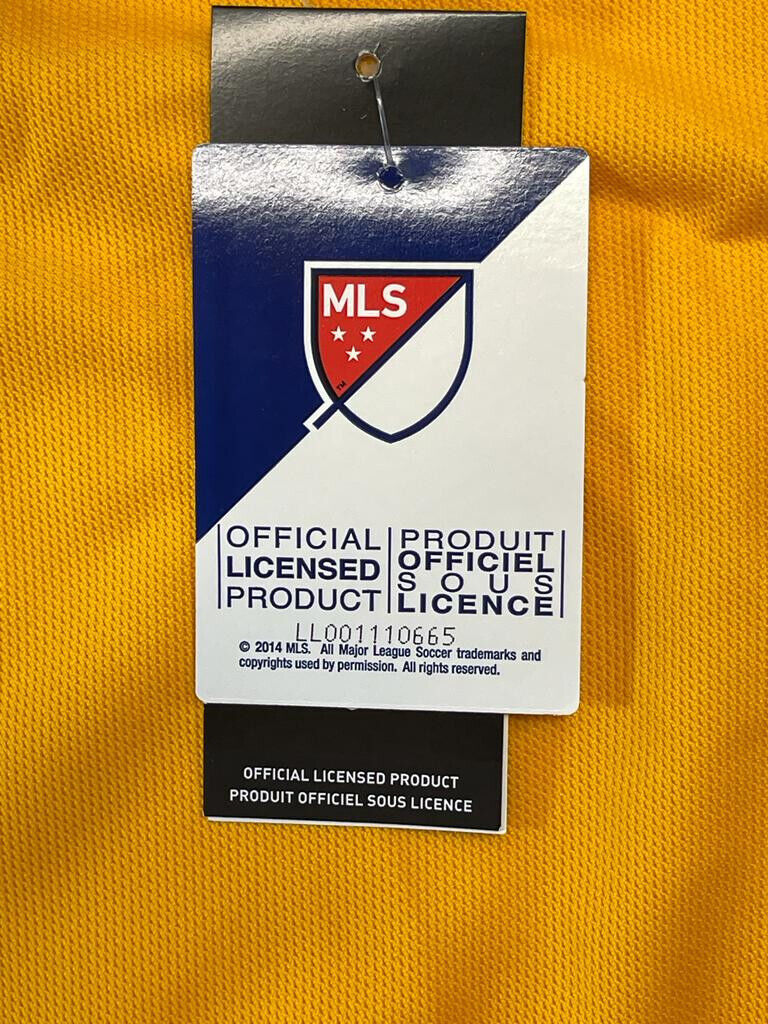 MLS
TM
OFFICIAL
LICENSED
PRODUCT
PRODUIT
OFFICIEL
SOUS
LICENCE
LL001110665
© 2014 MLS. All Major League Soccer trademarks and
copyrights used by permission. All rights reserved.
OFFICIAL LICENSED PRODUCT
PRODUIT OFFICIEL SOUS LICENCE